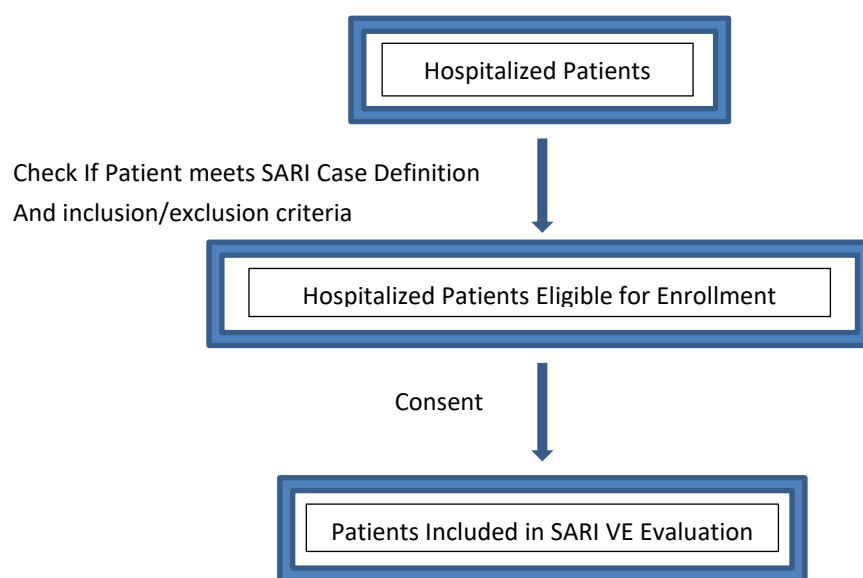 Hospitalized Patients
Check If Patient meets SARI Case Definition
And inclusion/exclusion criteria
Hospitalized Patients Eligible for Enrollment
Consent
Patients Included in SARI VE Evaluation